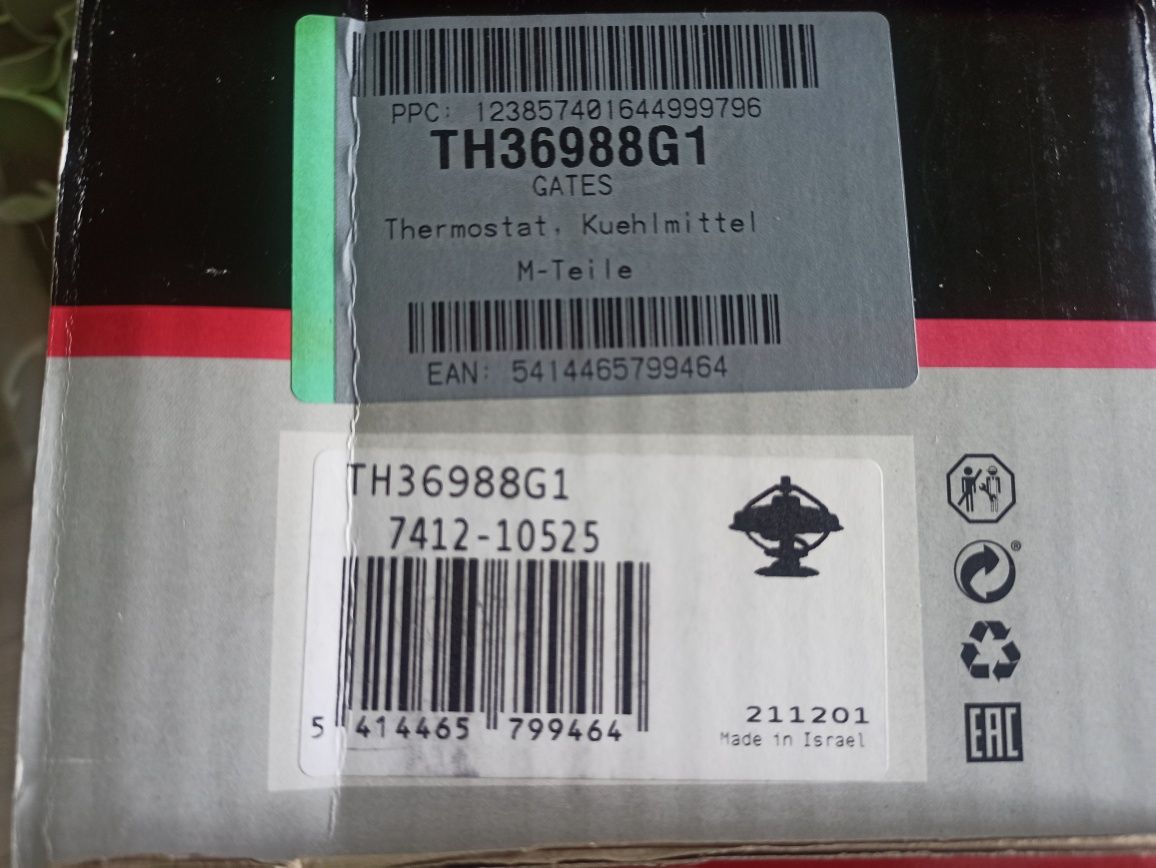 PPC: 123857401644999796
TH36988G1
GATES
Thermostat, Kuehlmittel
M-Teile
EAN: 5414465799464
TH36988G1
7412-10525
5 414465 799464
211201
Made in Israel
®
EAC